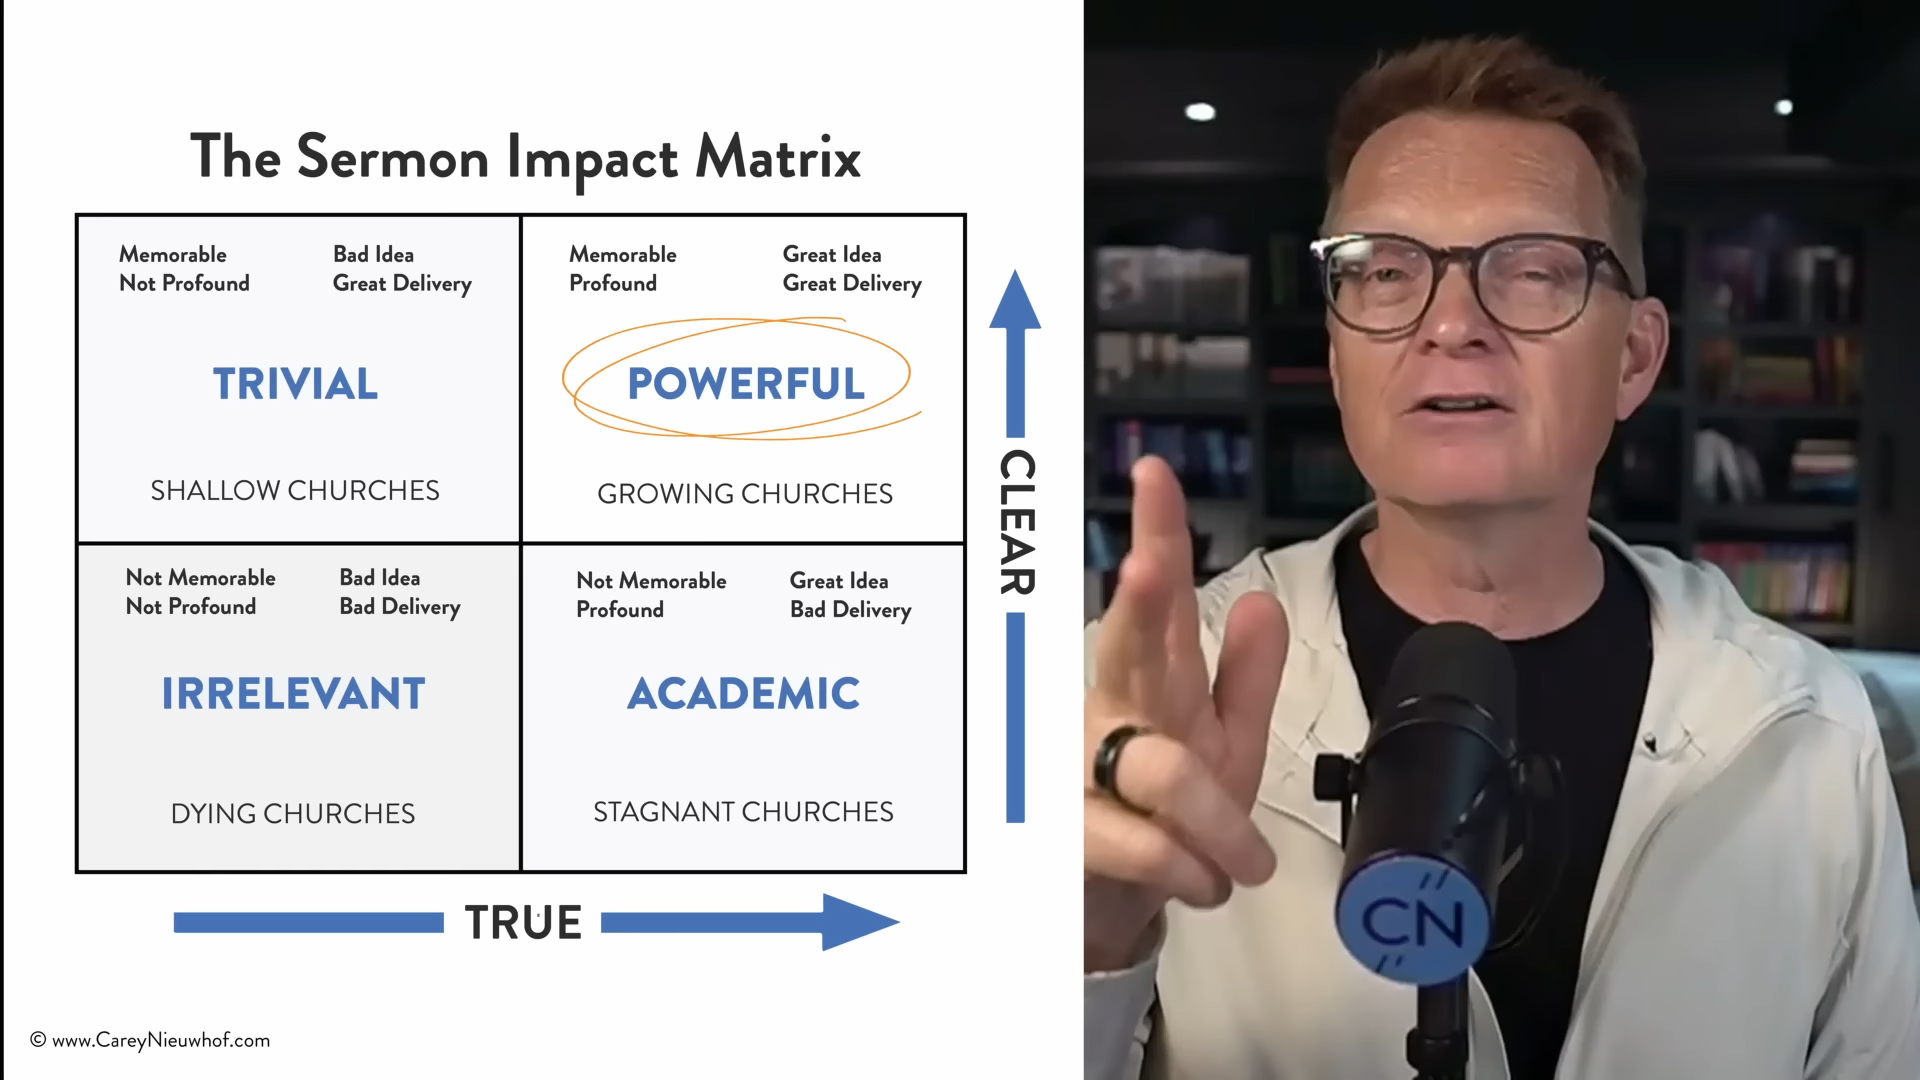 The Sermon Impact Matrix
Memorable
Not Profound
Bad Idea
Great Delivery
TRIVIAL
SHALLOW CHURCHES
Memorable
Profound
Great Idea
Great Delivery
POWERFUL
GROWING CHURCHES
Not Memorable
Not Profound
Bad Idea
Bad Delivery
IRRELEVANT
DYING CHURCHES
Not Memorable
Profound
Great Idea
Bad Delivery
ACADEMIC
STAGNANT CHURCHES
CLEAR
TRUE
© www.CareyNieuwhof.com
CN